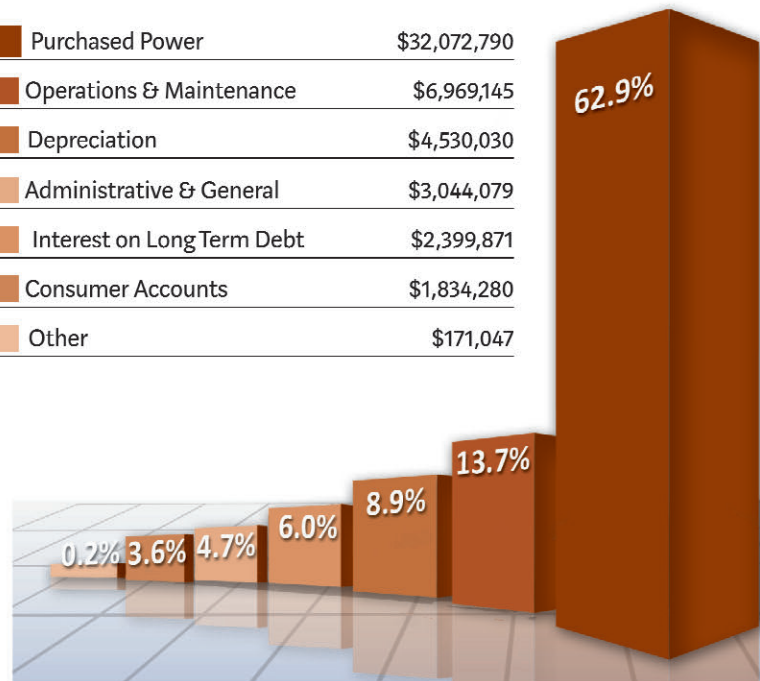 Purchased Power $32,072,790
Operations & Maintenance $6,969,145
Depreciation $4,530,030
Administrative & General $3,044,079
Interest on Long Term Debt $2,399,871
Consumer Accounts $1,834,280
Other $171,047
62.9%
13.7%
8.9%
6.0%
4.7%
3.6%
0.2%